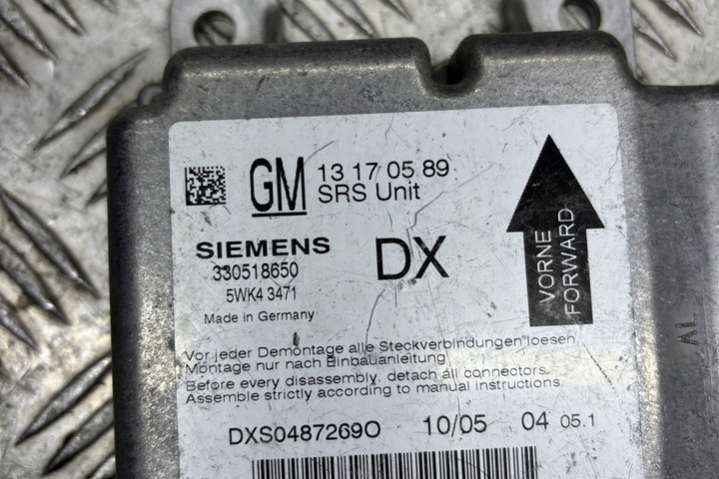 GM 13 17 05 89
SRS Unit
SIEMENS
330518650
5WK4 3471
Made in Germany
DX
VORNE
FORWARD
Vor jeder Demontage alle Steckverbindungen loesen
Montage nur nach Einbauanleitung
Before every disassembly, detach all connectors.
Assemble strictly according to manual instructions
DXS0487269O 10/05 04 05.1
AL